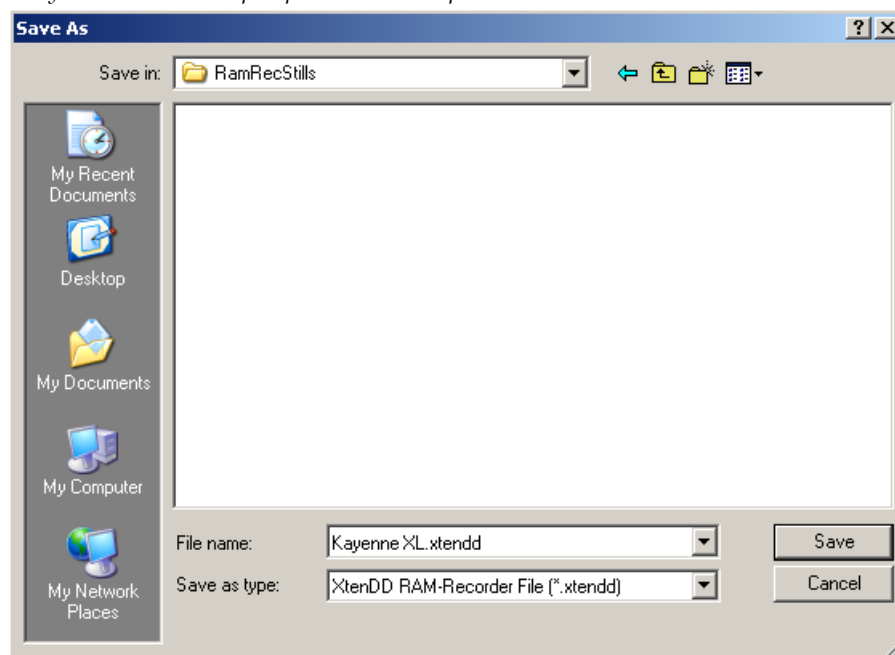 Save As
Save in:
RamRecStills
My Recent
Documents
Desktop
My Documents
My Computer
My Network
Places
File name:
Kayenne XL.xtendd
Save
Save as type:
XtenDD RAM-Recorder File (*.xtendd)
Cancel